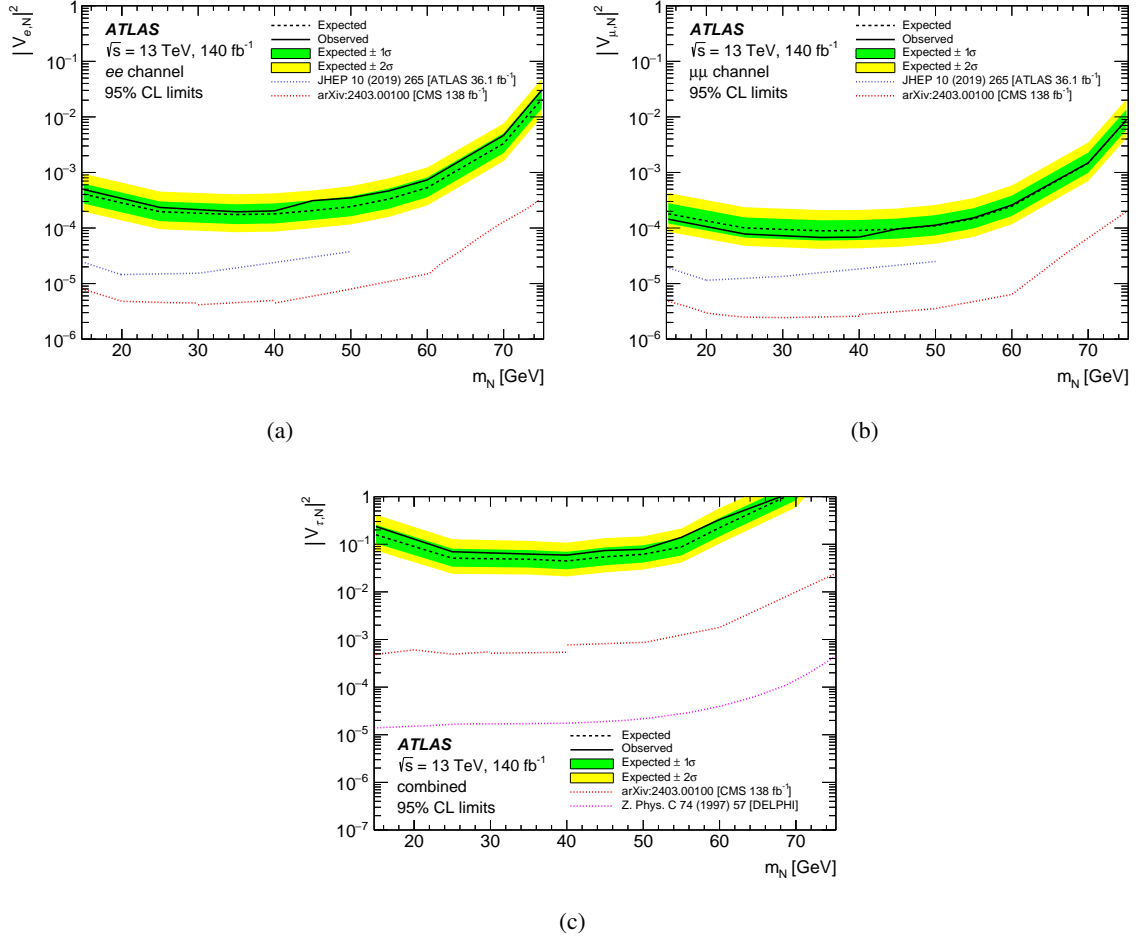 |V_{e,N}|^2
ATLAS
√s = 13 TeV, 140 fb^{-1}
ee channel
95% CL limits
Expected
Observed
Expected ± 1σ
Expected ± 2σ
JHEP 10 (2019) 265 [ATLAS 36.1 fb^{-1}]
arXiv:2403.00100 [CMS 138 fb^{-1}]
1
10^{-1}
10^{-2}
10^{-3}
10^{-4}
10^{-5}
10^{-6}
20 30 40 50 60 70
m_N [GeV]
(a)
|V_{μ,N}|^2
ATLAS
√s = 13 TeV, 140 fb^{-1}
μμ channel
95% CL limits
Expected
Observed
Expected ± 1σ
Expected ± 2σ
JHEP 10 (2019) 265 [ATLAS 36.1 fb^{-1}]
arXiv:2403.00100 [CMS 138 fb^{-1}]
1
10^{-1}
10^{-2}
10^{-3}
10^{-4}
10^{-5}
10^{-6}
20 30 40 50 60 70
m_N [GeV]
(b)
|V_{τ,N}|^2
1
10^{-1}
10^{-2}
10^{-3}
10^{-4}
10^{-5}
10^{-6}
10^{-7}
ATLAS
√s = 13 TeV, 140 fb^{-1}
combined
95% CL limits
Expected
Observed
Expected ± 1σ
Expected ± 2σ
arXiv:2403.00100 [CMS 138 fb^{-1}]
Z. Phys. C 74 (1997) 57 [DELPHI]
20 30 40 50 60 70
m_N [GeV]
(c)